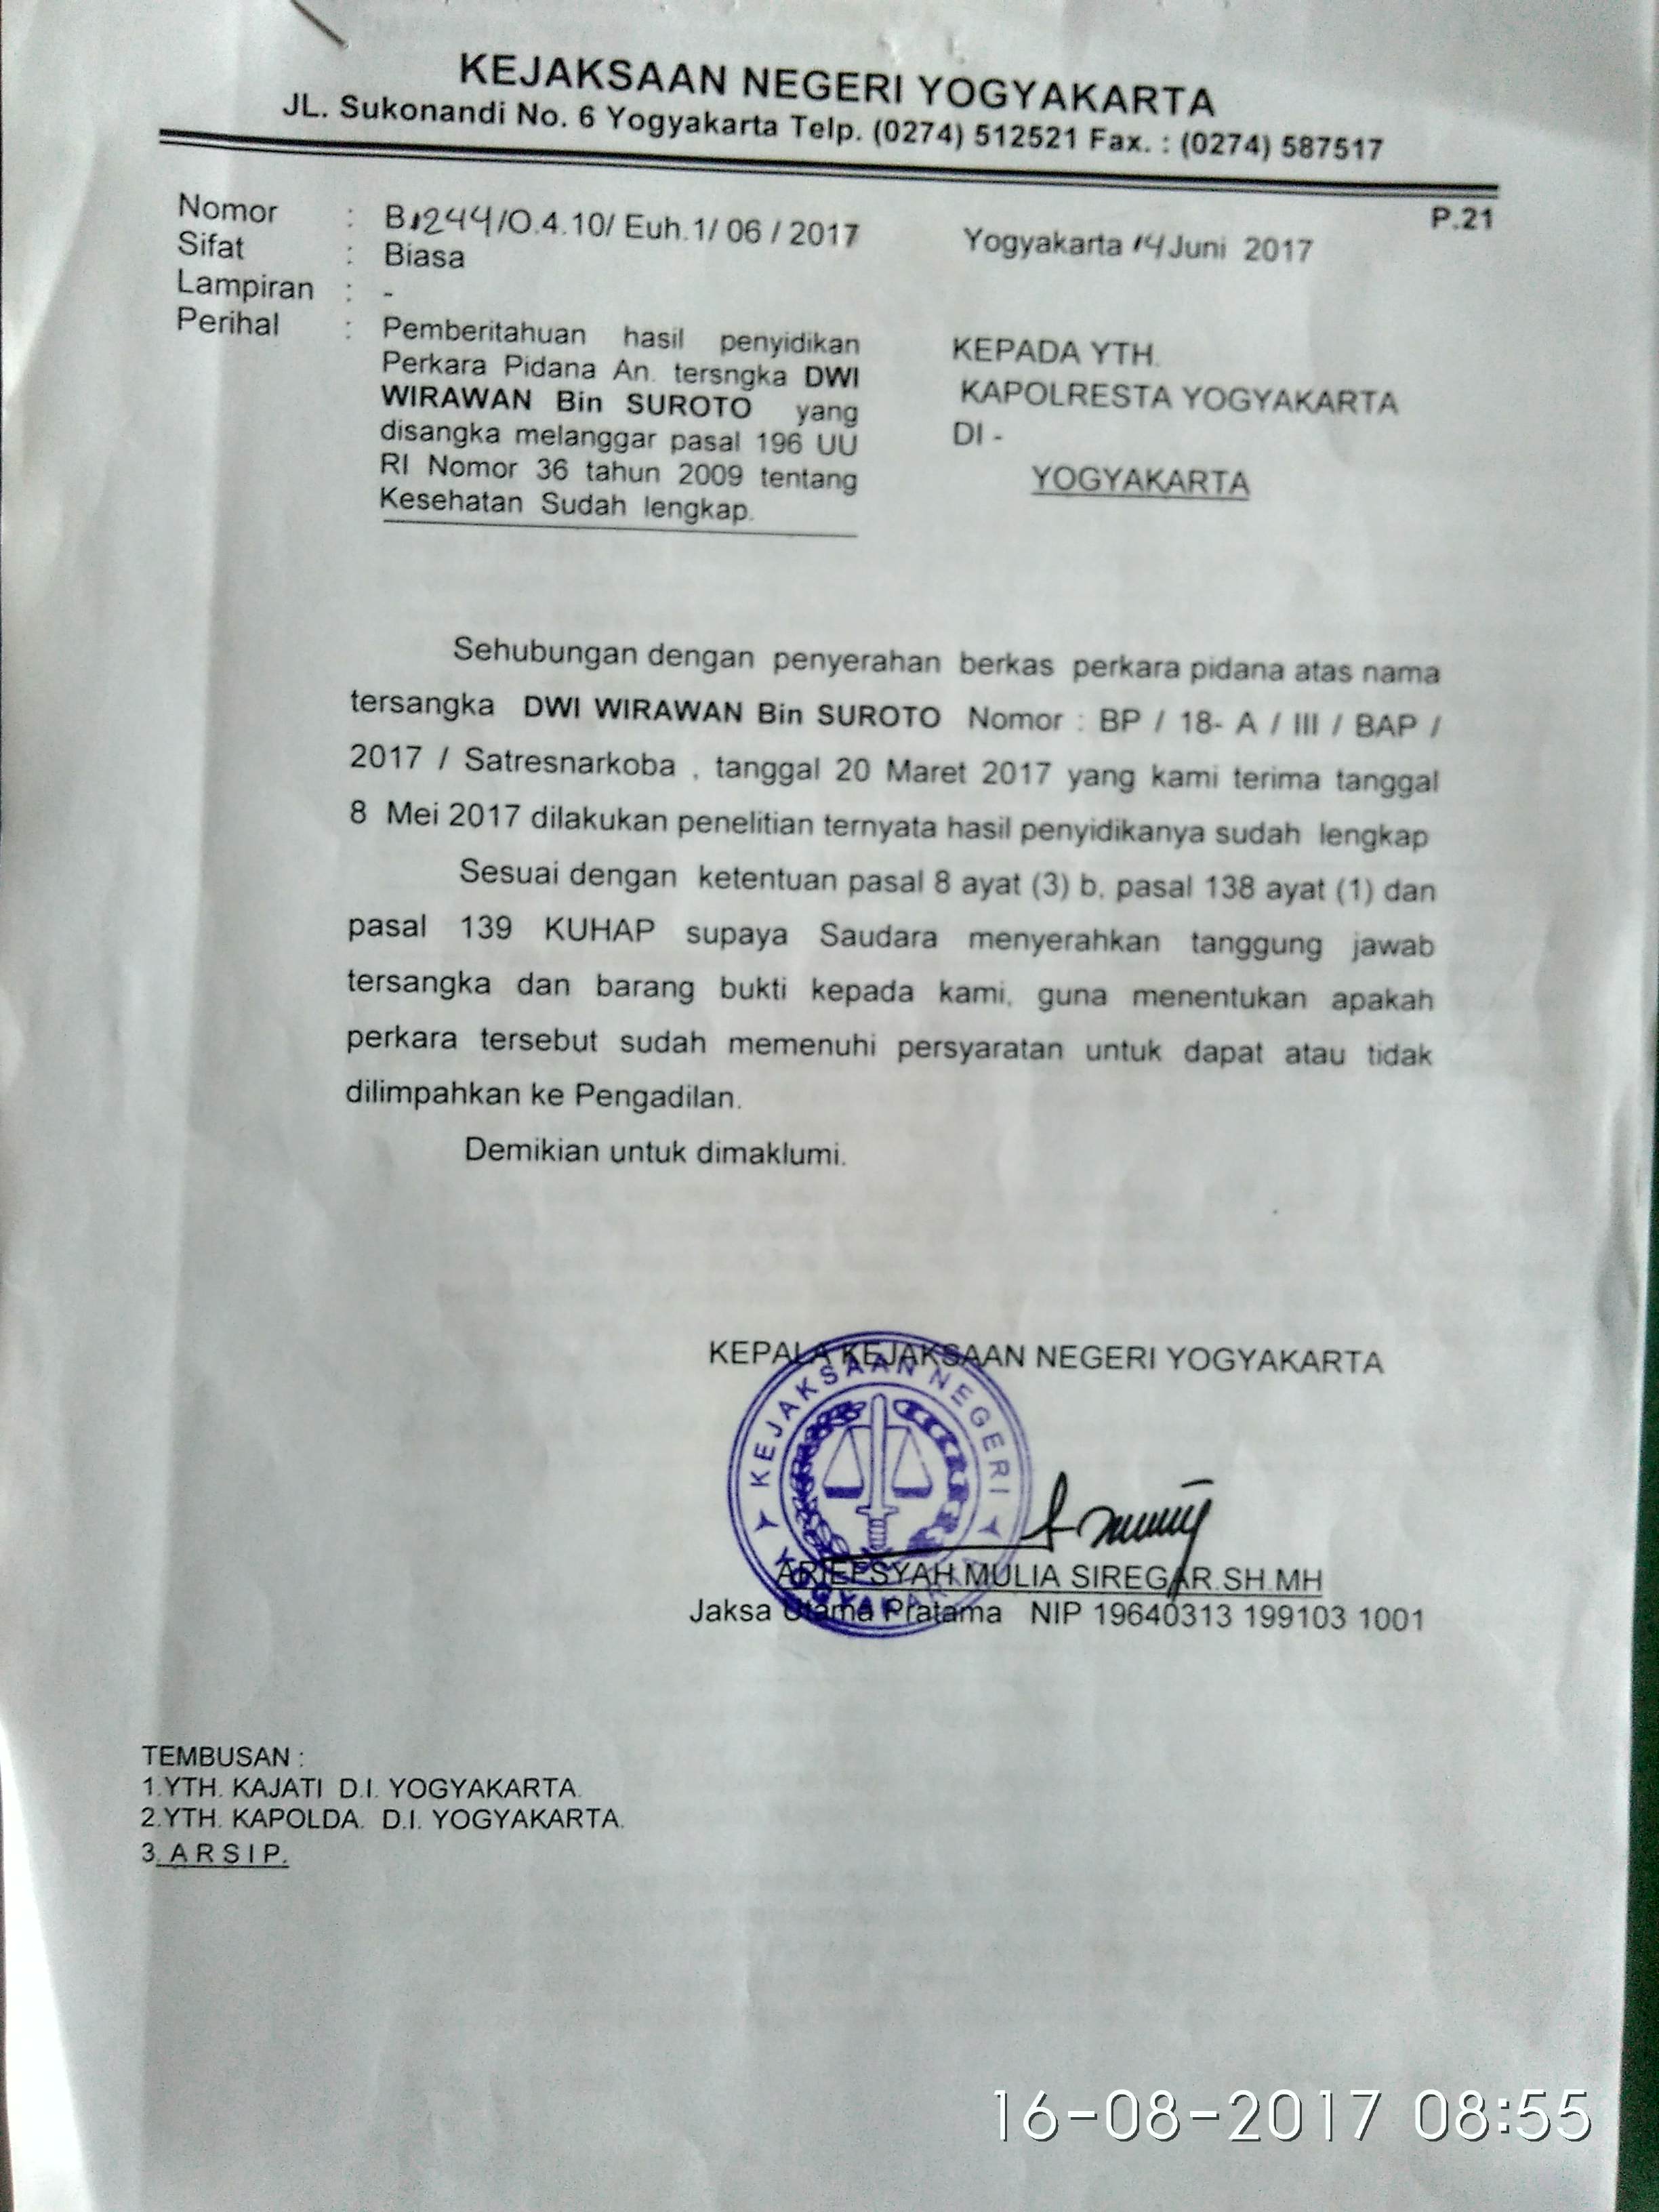 KEJAKSAAN NEGERI YOGYAKARTA
JL. Sukonandi No. 6 Yogyakarta Telp. (0274) 512521 Fax. : (0274) 587517
P.21
Nomor : B.1244/O.4.10/ Euh.1/ 06 / 2017
Yogyakarta 14 Juni 2017
Sifat : Biasa
Lampiran : -
Perihal : Pemberitahuan hasil penyidikan
Perkara Pidana An. tersngka DWI
WIRAWAN Bin SUROTO yang
disangka melanggar pasal 196 UU
RI Nomor 36 tahun 2009 tentang
Kesehatan Sudah lengkap.
KEPADA YTH.
KAPOLRESTA YOGYAKARTA
DI -
YOGYAKARTA
Sehubungan dengan penyerahan berkas perkara pidana atas nama
tersangka DWI WIRAWAN Bin SUROTO Nomor : BP / 18- A / III / BAP /
2017 / Satresnarkoba , tanggal 20 Maret 2017 yang kami terima tanggal
8 Mei 2017 dilakukan penelitian ternyata hasil penyidikanya sudah lengkap
Sesuai dengan ketentuan pasal 8 ayat (3) b, pasal 138 ayat (1) dan
pasal 139 KUHAP supaya Saudara menyerahkan tanggung jawab
tersangka dan barang bukti kepada kami, guna menentukan apakah
perkara tersebut sudah memenuhi persyaratan untuk dapat atau tidak
dilimpahkan ke Pengadilan.
Demikian untuk dimaklumi.
KEPALA KEJAKSAAN NEGERI YOGYAKARTA
KEJAKSAAN NEGERI
YOGYAKARTA
ARIEFSYAH MULIA SIREGAR.SH.MH
Jaksa Utama Pratama NIP 19640313 199103 1001
TEMBUSAN :
1.YTH. KAJATI D.I. YOGYAKARTA.
2.YTH. KAPOLDA. D.I. YOGYAKARTA.
3. A R S I P.
16-08-2017 08:55